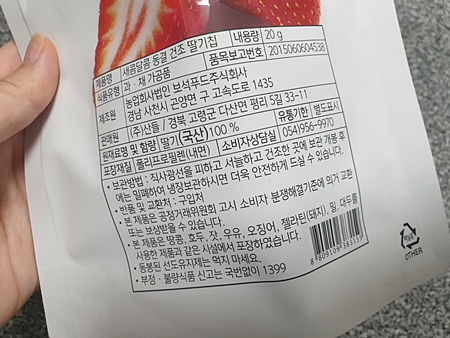 제품명 새콤달콤 동결 건조 딸기칩 내용량 20 g
식품유형 과·채가공품 품목보고번호 2015060604538
제조원 농업회사법인 보석푸드주식회사
경남 사천시 곤양면 구 고속도로 1435
판매원 (주)산들 / 경북 고령군 다산면 평리 5길 33-11
원재료명 및 함량 딸기(국산)100 % 유통기한 별도표시
포장재질 폴리프로필렌(내면) 소비자상담실 054)956-9970
• 보관방법 : 직사광선을 피하고 서늘하고 건조한 곳에 보관 개봉 후
에는 밀폐하여 냉장보관하시면 더욱 안전하게 드실 수 있습니다.
• 반품 및 교환처 : 구입처
• 본 제품은 공정거래위원회 고시 소비자 분쟁해결기준에 의거 교환
또는 보상받을 수 있습니다.
• 본 제품은 땅콩, 호두, 잣, 우유, 오징어, 젤라틴(돼지), 밀, 대두를
사용한 제품과 같은 시설에서 포장하였습니다.
• 동봉된 선도유지제는 먹지 마세요.
• 부정·불량식품 신고는 국번없이 1399
OTHER